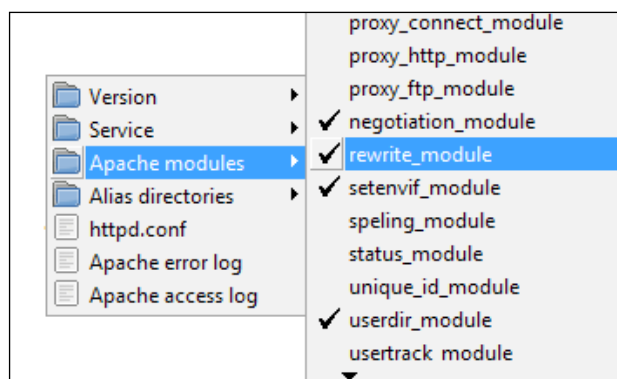 Version
Service
Apache modules
Alias directories
httpd.conf
Apache error log
Apache access log
proxy_connect_module
proxy_http_module
proxy_ftp_module
negotiation_module
rewrite_module
setenvif_module
speling_module
status_module
unique_id_module
userdir_module
usertrack module